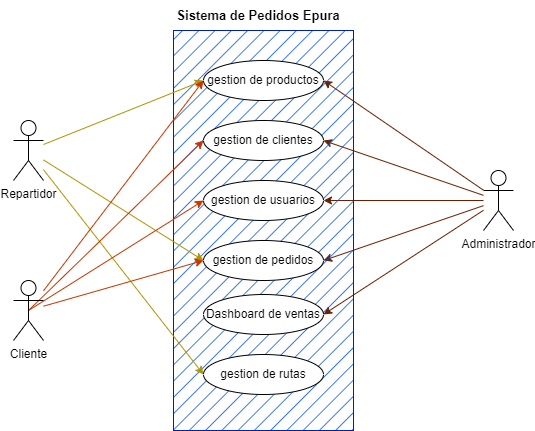 Sistema de Pedidos Epura
gestion de productos
gestion de clientes
Repartidor
gestion de usuarios
Administrador
gestion de pedidos
Dashboard de ventas
Cliente
gestion de rutas